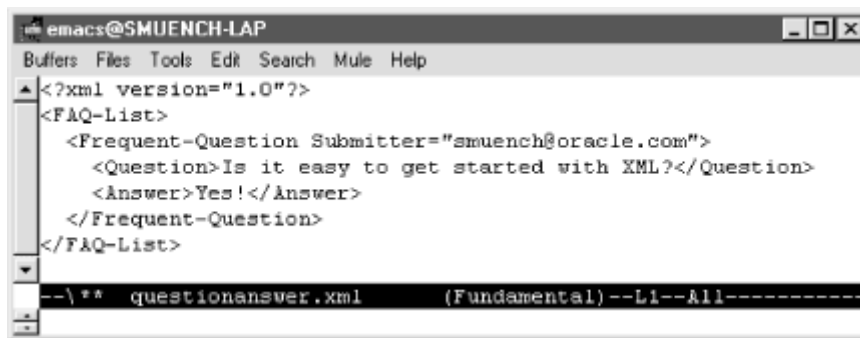 emacs@SMUENCH-LAP
Buffers Files Tools Edit Search Mule Help
<?xml version="1.0"?>
<FAQ-List>
  <Frequent-Question Submitter="smuench@oracle.com">
    <Question>Is it easy to get started with XML?</Question>
    <Answer>Yes!</Answer>
  </Frequent-Question>
</FAQ-List>
--\**  questionanswer.xml      (Fundamental)--L1--All-----------